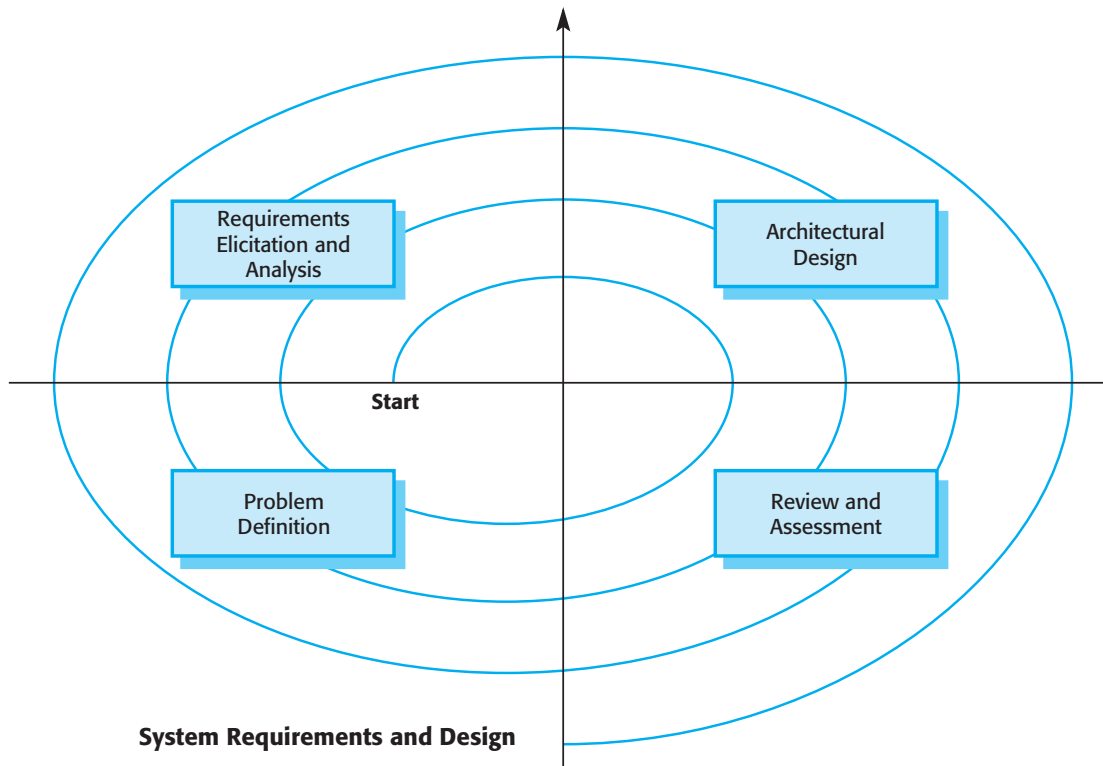 Requirements
Elicitation and
Analysis
Architectural
Design
Start
Problem
Definition
Review and
Assessment
System Requirements and Design